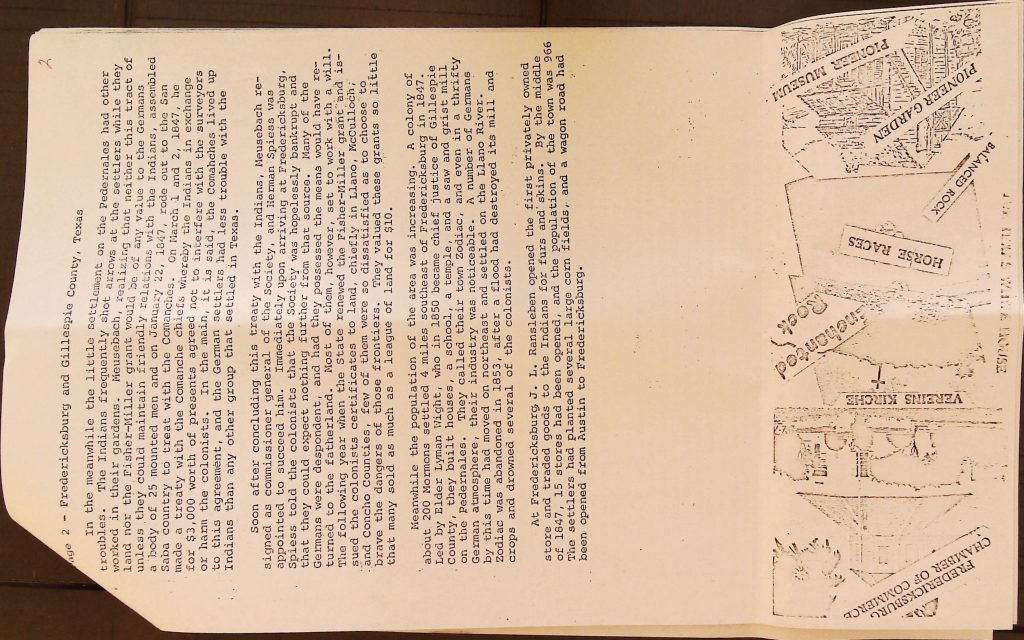 2
age 2 - Fredericksburg and Gillespie County, Texas
In the meanwhile the little settlement on the Pedernales had other
troubles. The Indians frequently shot arrows at the settlers while they
worked in their gardens. Meusebach, realizing that neither this tract of
land nor the Fisher-Miller grant would be of any value to the Germans
unless they could maintain friendly relations with the Indians, assembled
a body of 25 mounted men and on January 22, 1847, rode out to the San
Saba country to treat with the Comanches. On March 1 and 2, 1847, he
made a treaty with the Comanche chiefs whereby the Indians in exchange
for $3,000 worth of presents agreed not to interfere with the surveyors
or harm the colonists. In the main, it is said, the Comahches lived up
to this agreement, and the German settlers had less trouble with the
Indians than any other group that settled in Texas.
Soon after concluding this treaty with the Indians, Meusebach re-
signed as commissioner general of the Society, and Herman Spiess was
appointed to succeed him. Immediately upon arriving at Fredericksburg,
Spiess told the colonists that the Society was hopelessly bankrupt and
that they could expect nothing further from that source. Many of the
Germans were despondent, and had they possessed the means would have re-
turned to the fatherland. Most of them, however, set to work with a will.
The following year when the State renewed the Fisher-Miller grant and is-
sued the colonists certificates to land, chiefly in Llano, McCulloch,
and Concho Counties, few of them were so dissatisfied as to choose to
brave the dangers of those frontiers. They valued these grants so little
that many sold as much as a league of land for $10.
Meanwhile the population of the area was increasing. A colony of
about 200 Mormons settled 4 miles southeast of Fredericksburg in 1847.
Led by Elder Lyman Wight, who in 1850 became chief justice of Gillespie
County, they built houses, a school, a temple, and a saw and grist mill
on the Pedernales. They called their town Zodiac, and even in a thrifty
German atmosphere, their industry was noticeable. A number of Germans
by this time had moved on northeast and settled on the Llano River.
Zodiac was abandoned in 1853, after a flood had destroyed its mill and
crops and drowned several of the colonists.
At Fredericksburg J. L. Ransleben opened the first privately owned
store and traded goods to the Indians for furs and skins. By the middle
of 1847, 15 stores had been opened, and the population of the town was 966
The settlers had planted several large corn fields, and a wagon road had
been opened from Austin to Fredericksburg.
FREDERICKSBURG
CHAMBER OF COMMERCE
VEREINS KIRCHE
Enchanted
Rock
HORSE RACES
BALANCED ROCK
PIONEER GARDEN
PIONEER MUSEUM